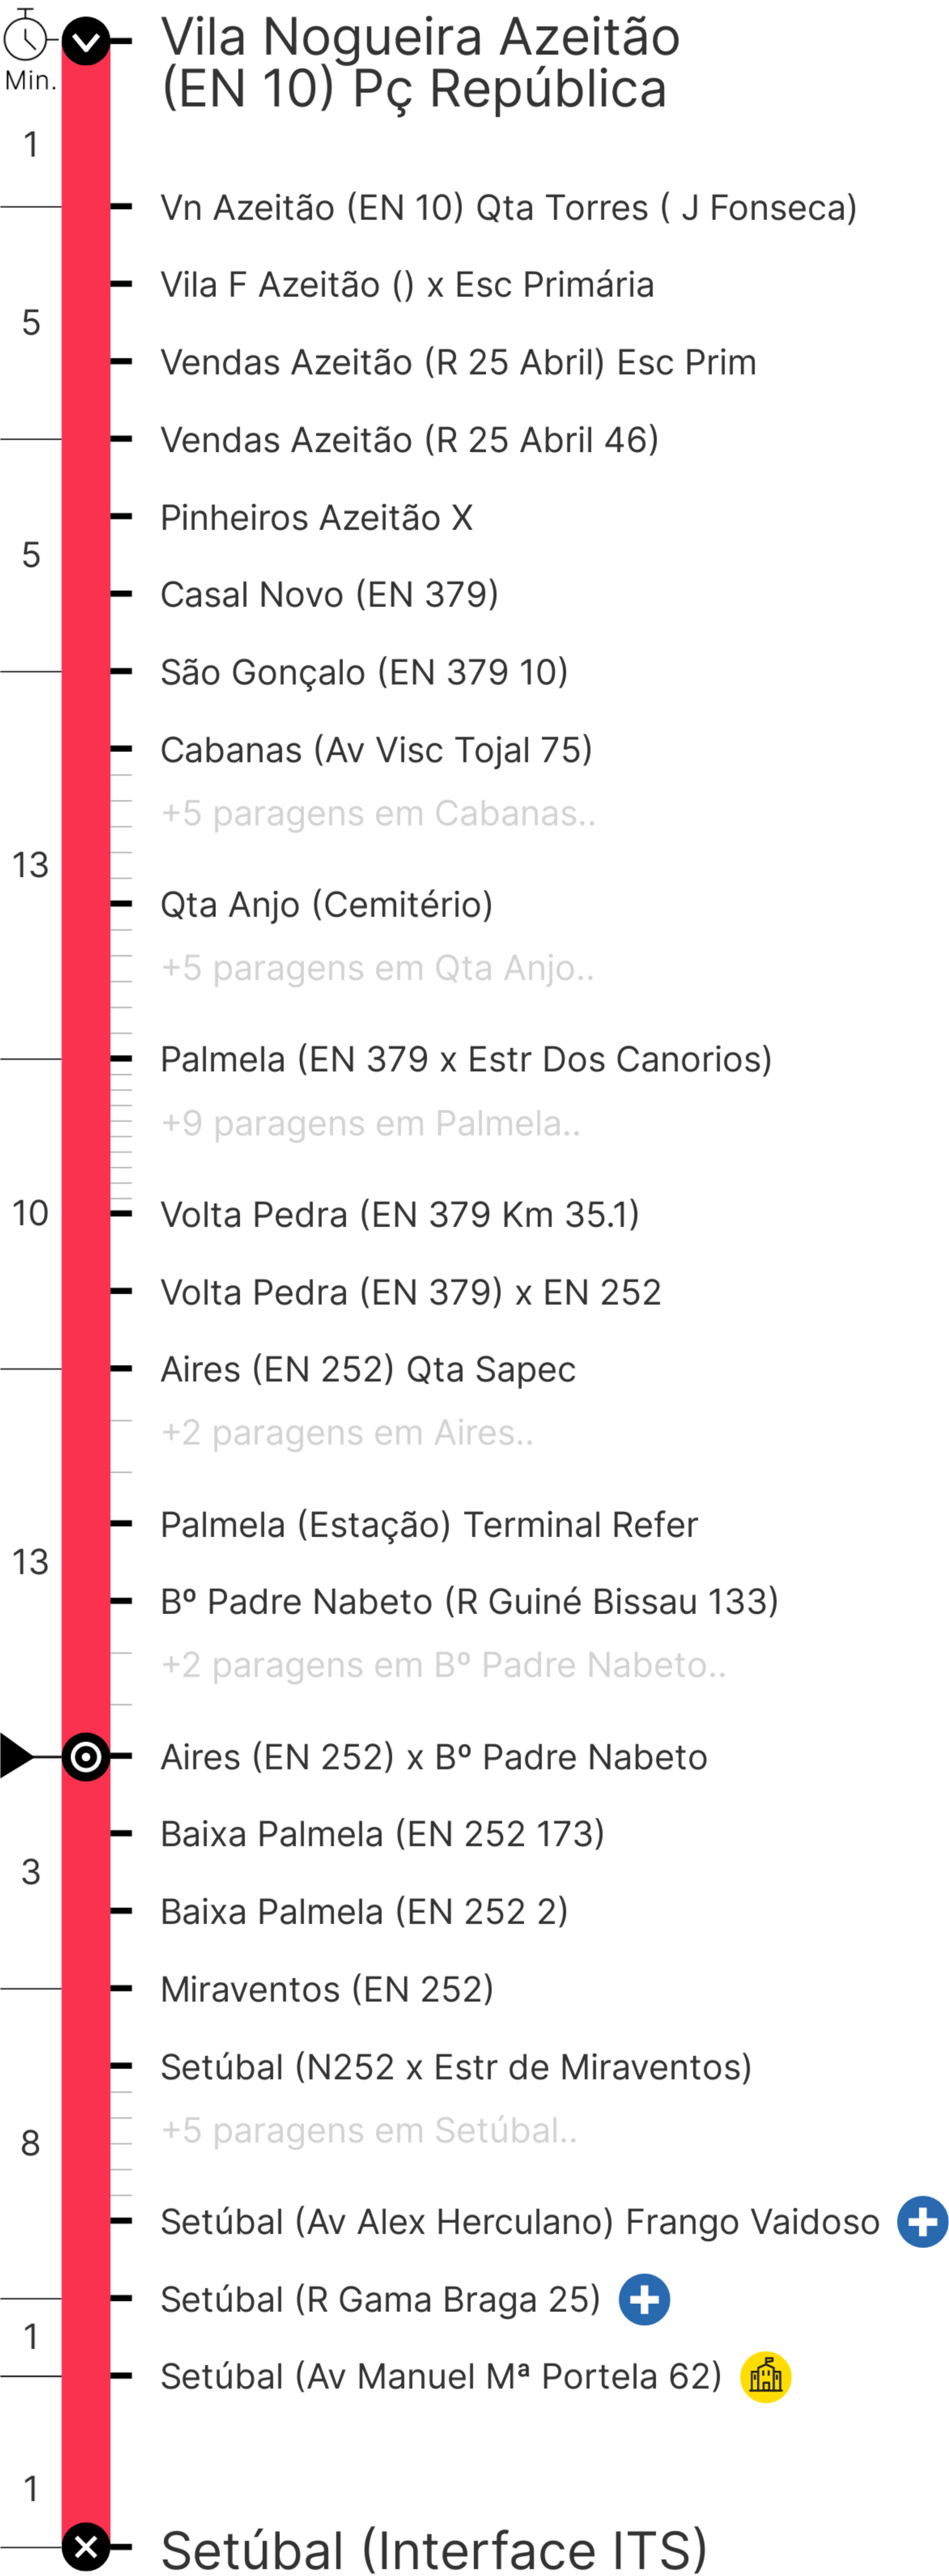 Vila Nogueira Azeitão
(EN 10) Pç República
Min.
1
Vn Azeitão (EN 10) Qta Torres ( J Fonseca)
Vila F Azeitão () x Esc Primária
5
Vendas Azeitão (R 25 Abril) Esc Prim
Vendas Azeitão (R 25 Abril 46)
Pinheiros Azeitão X
5
Casal Novo (EN 379)
São Gonçalo (EN 379 10)
Cabanas (Av Visc Tojal 75)
+5 paragens em Cabanas..
13
Qta Anjo (Cemitério)
+5 paragens em Qta Anjo..
Palmela (EN 379 x Estr Dos Canorios)
+9 paragens em Palmela..
10
Volta Pedra (EN 379 Km 35.1)
Volta Pedra (EN 379) x EN 252
Aires (EN 252) Qta Sapec
+2 paragens em Aires..
Palmela (Estação) Terminal Refer
13
Bº Padre Nabeto (R Guiné Bissau 133)
+2 paragens em Bº Padre Nabeto..
Aires (EN 252) x Bº Padre Nabeto
Baixa Palmela (EN 252 173)
3
Baixa Palmela (EN 252 2)
Miraventos (EN 252)
Setúbal (N252 x Estr de Miraventos)
+5 paragens em Setúbal..
8
Setúbal (Av Alex Herculano) Frango Vaidoso
Setúbal (R Gama Braga 25)
1
Setúbal (Av Manuel Mª Portela 62)
1
Setúbal (Interface ITS)